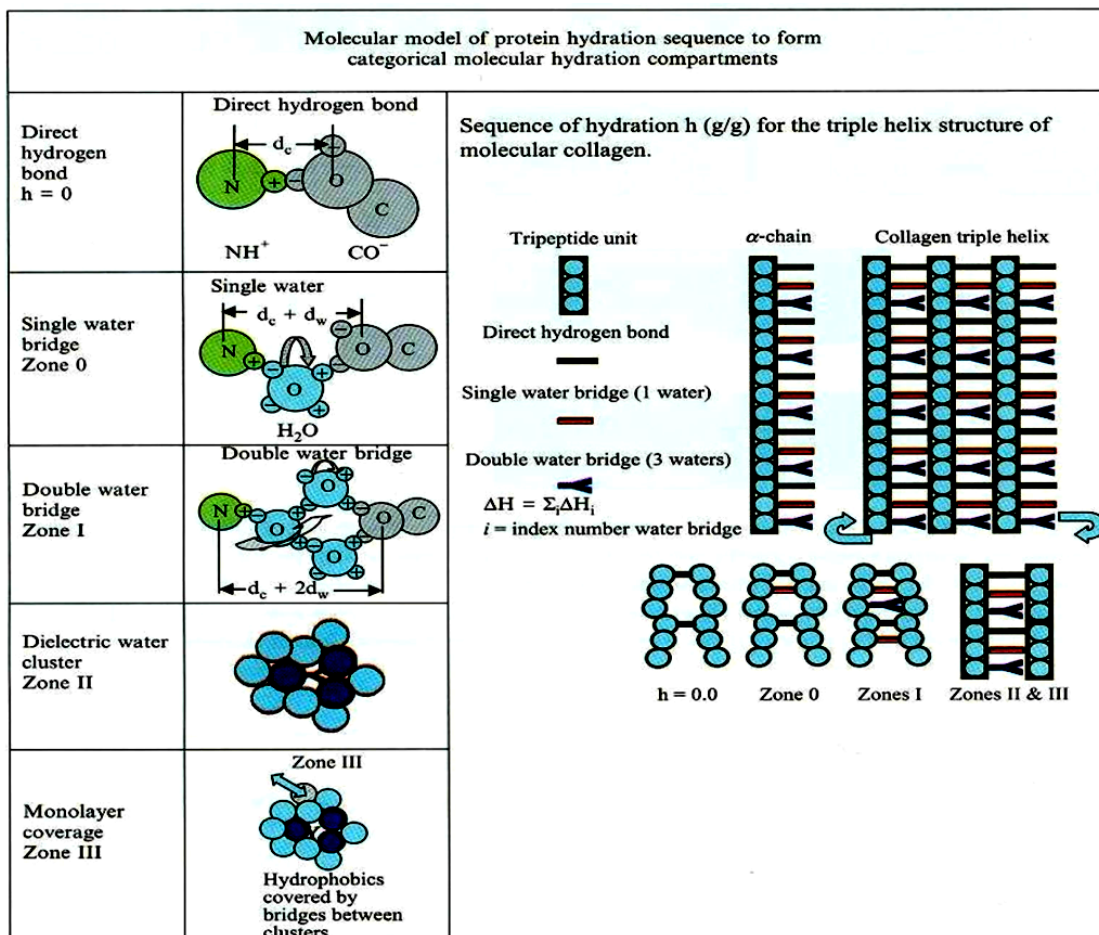 Molecular model of protein hydration sequence to form
categorical molecular hydration compartments
Direct
hydrogen
bond
h = 0
Direct hydrogen bond
d꜀
N
+
−
−
O
C
NH⁺
CO⁻
Single water
bridge
Zone 0
Single water
d꜀ + d_w
N
+
−
−
+
O
−
+
−
−
O
C
H₂O
Double water
bridge
Zone I
Double water bridge
N
+
O
O
O
O
C
d꜀ + 2d_w
Dielectric water
cluster
Zone II
Monolayer
coverage
Zone III
Zone III
Hydrophobics
covered by
bridges between
clusters
Sequence of hydration h (g/g) for the triple helix structure of
molecular collagen.
Tripeptide unit
α-chain
Collagen triple helix
Direct hydrogen bond
Single water bridge (1 water)
Double water bridge (3 waters)
ΔH = ΣᵢΔHᵢ
i = index number water bridge
h = 0.0
Zone 0
Zones I
Zones II & III